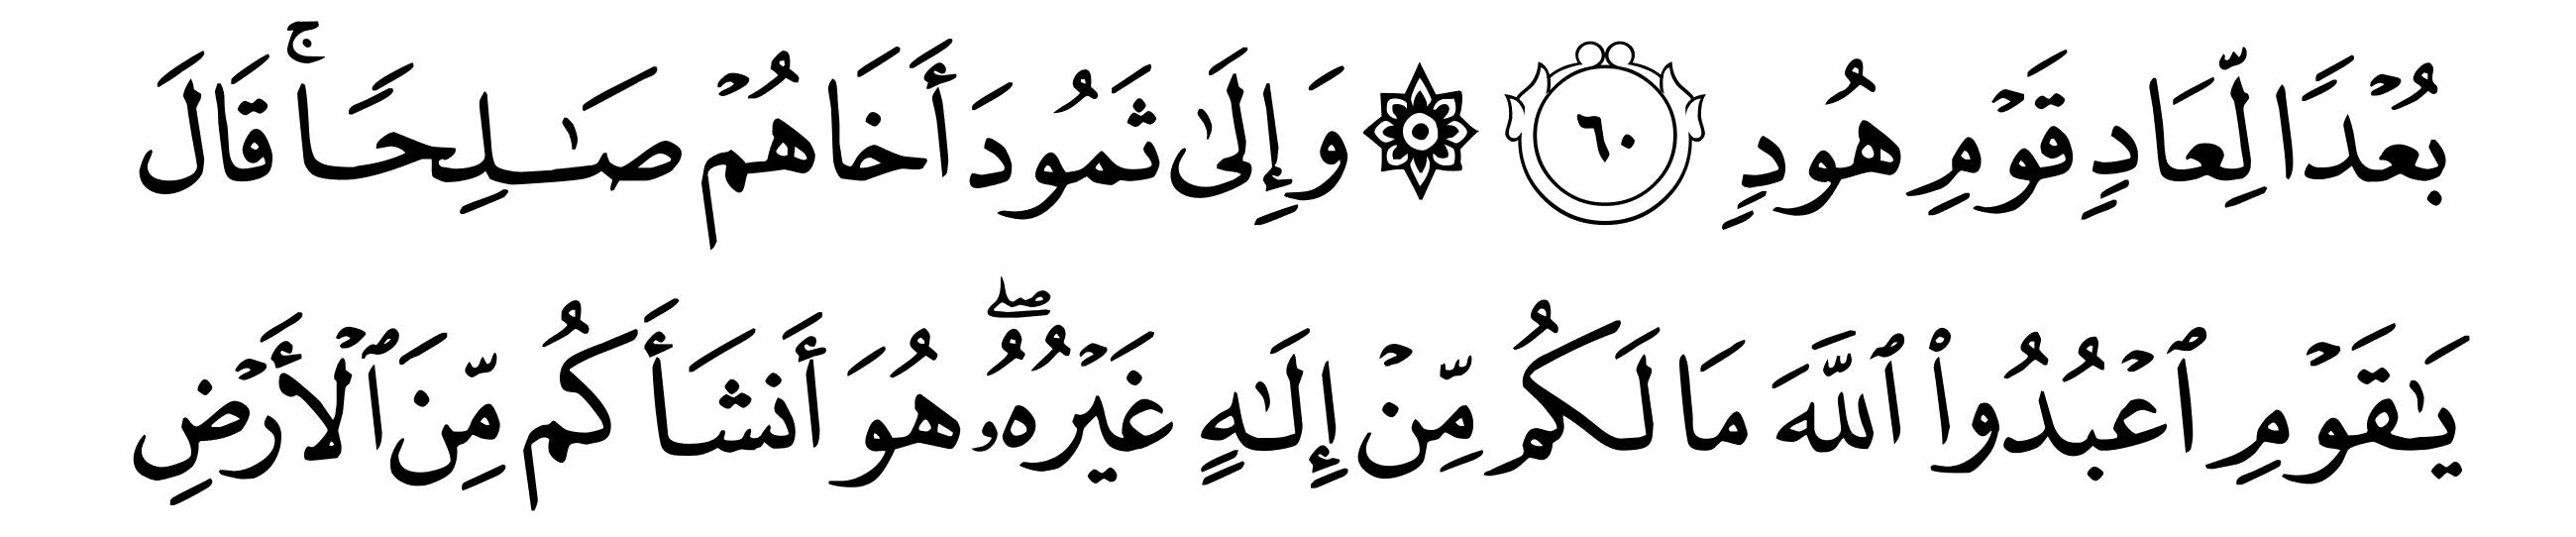 بُعۡدٗا لِّعَادٖ قَوۡمِ هُودٖ ٦٠ ۞ وَإِلَىٰ ثَمُودَ أَخَاهُمۡ صَٰلِحٗاۚ قَالَ
يَٰقَوۡمِ ٱعۡبُدُواْ ٱللَّهَ مَا لَكُم مِّنۡ إِلَٰهٍ غَيۡرُهُۥۖ هُوَ أَنشَأَكُم مِّنَ ٱلۡأَرۡضِ